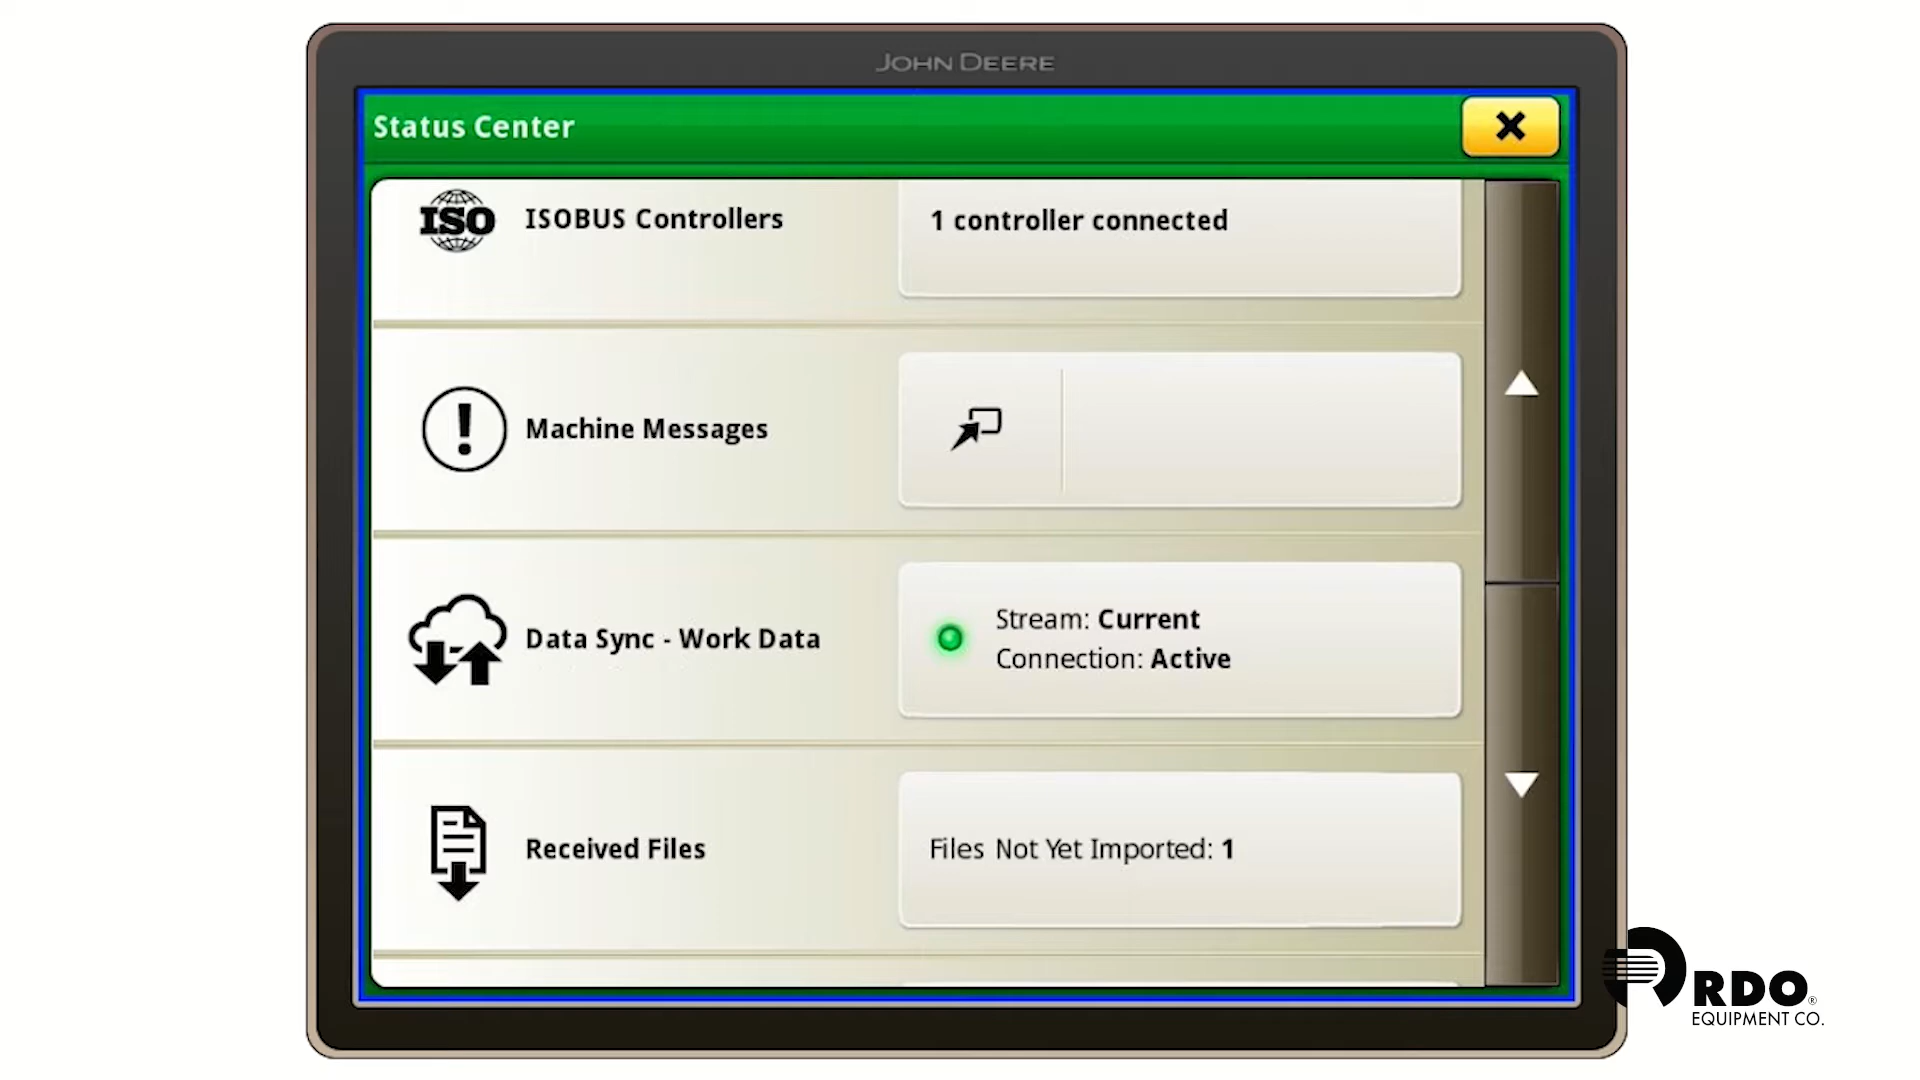 JOHN DEERE
Status Center
ISO
ISOBUS Controllers
1 controller connected
Machine Messages
Data Sync - Work Data
Stream: Current
Connection: Active
Received Files
Files Not Yet Imported: 1
RDO®
EQUIPMENT CO.